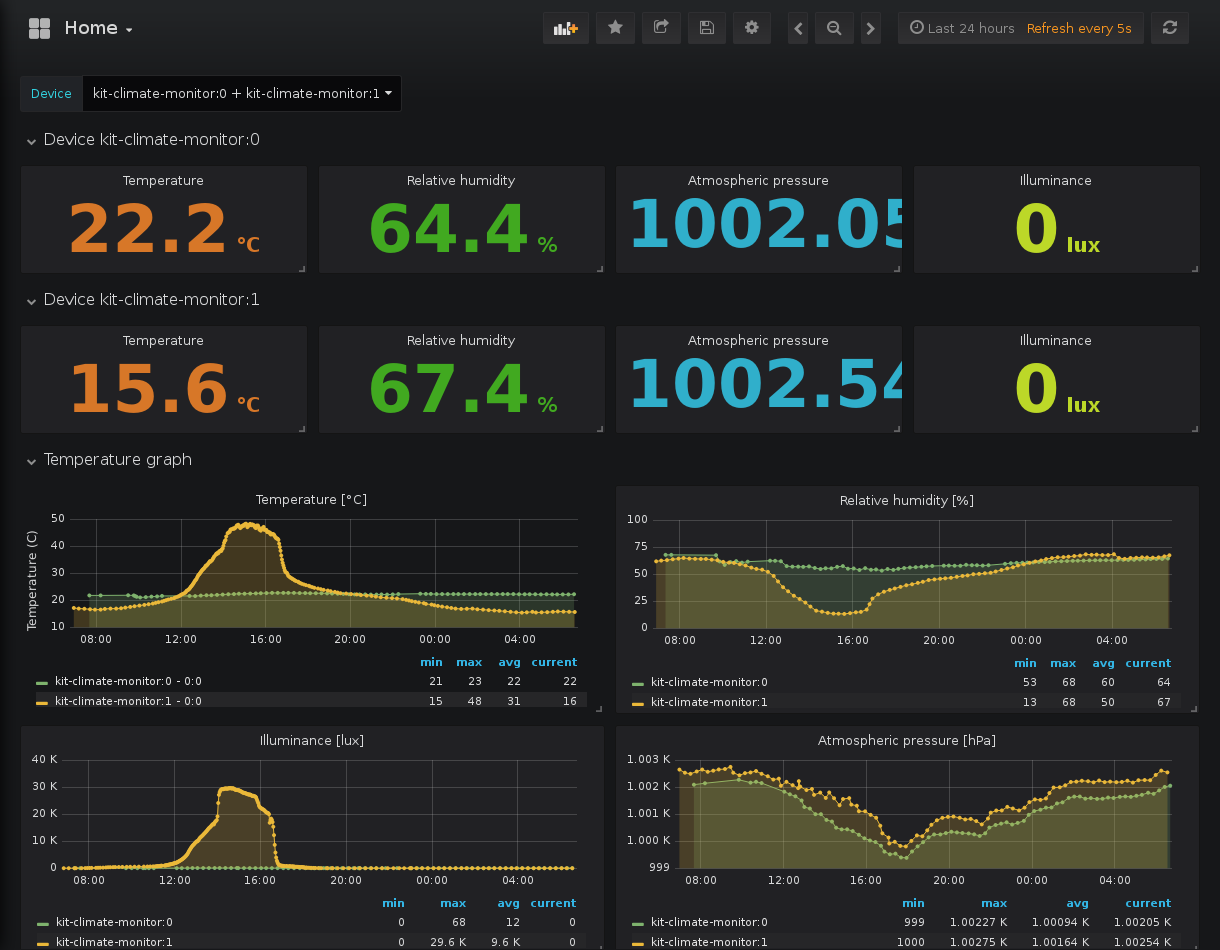 Home
Last 24 hours Refresh every 5s
Device kit-climate-monitor:0 + kit-climate-monitor:1
Device kit-climate-monitor:0
Temperature Relative humidity Atmospheric pressure Illuminance
22.2 °C 64.4 % 1002.05 0 lux
Device kit-climate-monitor:1
Temperature Relative humidity Atmospheric pressure Illuminance
15.6 °C 67.4 % 1002.54 0 lux
Temperature graph
Temperature [°C]
Temperature (C)
50
40
30
20
10
08:00 12:00 16:00 20:00 00:00 04:00
min max avg current
kit-climate-monitor:0 - 0:0 21 23 22 22
kit-climate-monitor:1 - 0:0 15 48 31 16
Relative humidity [%]
100
75
50
25
0
08:00 12:00 16:00 20:00 00:00 04:00
min max avg current
kit-climate-monitor:0 53 68 60 64
kit-climate-monitor:1 13 68 50 67
Illuminance [lux]
40 K
30 K
20 K
10 K
0
08:00 12:00 16:00 20:00 00:00 04:00
min max avg current
kit-climate-monitor:0 0 68 12 0
kit-climate-monitor:1 0 29.6 K 9.6 K 0
Atmospheric pressure [hPa]
1.003 K
1.002 K
1.001 K
1.000 K
999
08:00 12:00 16:00 20:00 00:00 04:00
min max avg current
kit-climate-monitor:0 999 1.00227 K 1.00094 K 1.00205 K
kit-climate-monitor:1 1000 1.00275 K 1.00164 K 1.00254 K